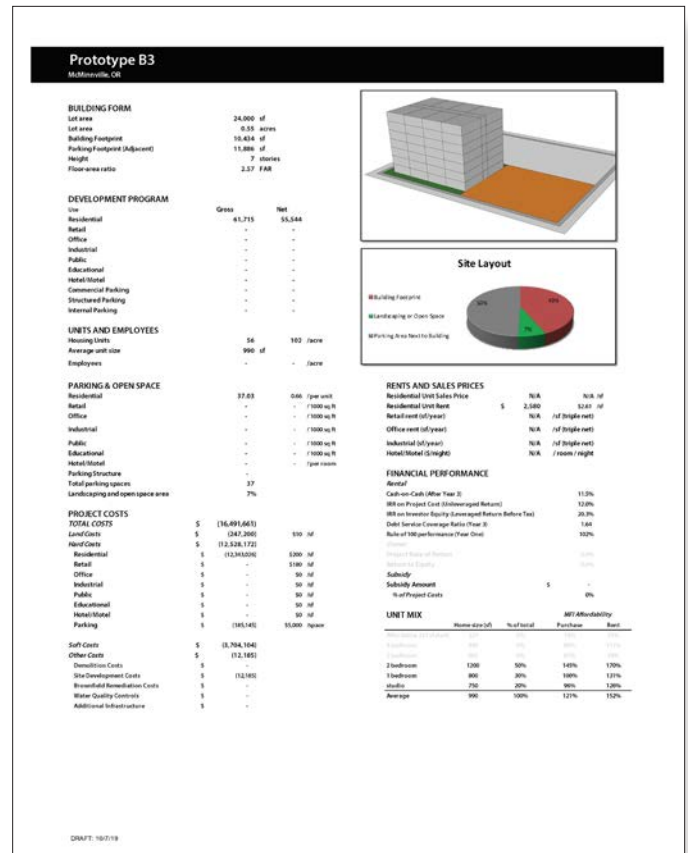 Prototype B3
McMinnville, OR
BUILDING FORM
Lot area 24,000 sf
Lot area 0.55 acres
Building Footprint 10,434 sf
Parking Footprint (Adjacent) 11,886 sf
Height 7 stories
Floor-area ratio 2.57 FAR
DEVELOPMENT PROGRAM
Use Gross Net
Residential 61,715 55,544
Retail - -
Office - -
Industrial - -
Public - -
Educational - -
Hotel/Motel - -
Commercial Parking - -
Structured Parking - -
Internal Parking - -
Site Layout
Building Footprint
Landscaping or Open Space
Parking Area Next to Building
7%
UNITS AND EMPLOYEES
Housing Units 56 102 /acre
Average unit size 990 sf
Employees - - /acre
PARKING & OPEN SPACE
Residential 37.03 0.66 /per unit
Retail - - / 1000 sq ft
Office - - / 1000 sq ft
Industrial - - / 1000 sq ft
Public - - / 1000 sq ft
Educational - - / 1000 sq ft
Hotel/Motel - - / per room
Parking Structure -
Total parking spaces 37
Landscaping and open space area 7%
PROJECT COSTS
TOTAL COSTS $ (16,491,661)
Land Costs $ (247,200) $10 /sf
Hard Costs $ (12,528,172)
Residential $ (12,343,026) $200 /sf
Retail $ - $180 /sf
Office $ - $0 /sf
Industrial $ - $0 /sf
Public $ - $0 /sf
Educational $ - $0 /sf
Hotel/Motel $ - $0 /sf
Parking $ (185,145) $5,000 /space
Soft Costs $ (3,704,104)
Other Costs $ (12,185)
Demolition Costs $ -
Site Development Costs $ (12,185)
Brownfield Remediation Costs $ -
Water Quality Controls $ -
Additional Infrastructure $ -
RENTS AND SALES PRICES
Residential Unit Sales Price N/A N/A /sf
Residential Unit Rent $ 2,580 $2.61 /sf
Retail rent (sf/year) N/A /sf (triple net)
Office rent (sf/year) N/A /sf (triple net)
Industrial (sf/year) N/A /sf (triple net)
Hotel/Motel ($/night) N/A / room / night
FINANCIAL PERFORMANCE
Rental
Cash-on-Cash (After Year 3) 11.5%
IRR on Project Cost (Unleveraged Return) 12.0%
IRR on Investor Equity (Leveraged Return Before Tax) 20.3%
Debt Service Coverage Ratio (Year 3) 1.64
Rule of 100 performance (Year One) 102%
Project Rate of Return
Return to Equity
Subsidy
Subsidy Amount $ -
% of Project Costs 0%
UNIT MIX MFI Affordability
Home size (sf) % of total Purchase Rent
2 bedroom 1200 50% 145% 170%
1 bedroom 800 30% 100% 131%
studio 750 20% 96% 128%
Average 990 100% 121% 152%
DRAFT: 10/7/19